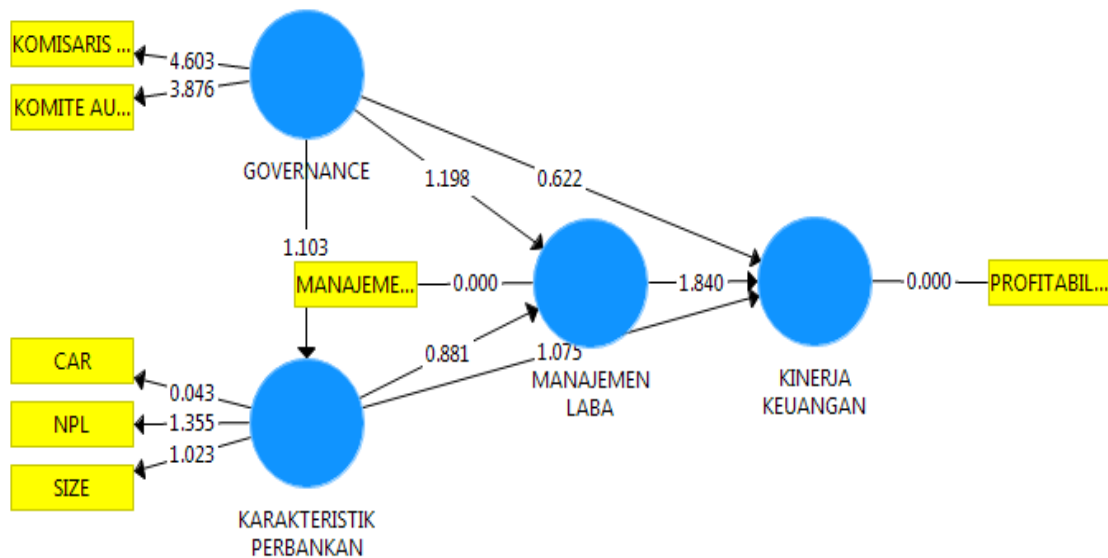 KOMISARIS ...
4.603
KOMITE AU...
3.876
GOVERNANCE
1.198
0.622
1.103
MANAJEME...
0.000
1.840
0.000
PROFITABIL...
CAR
0.043
0.881
1.075
MANAJEMEN
LABA
KINERJA
KEUANGAN
NPL
1.355
SIZE
1.023
KARAKTERISTIK
PERBANKAN